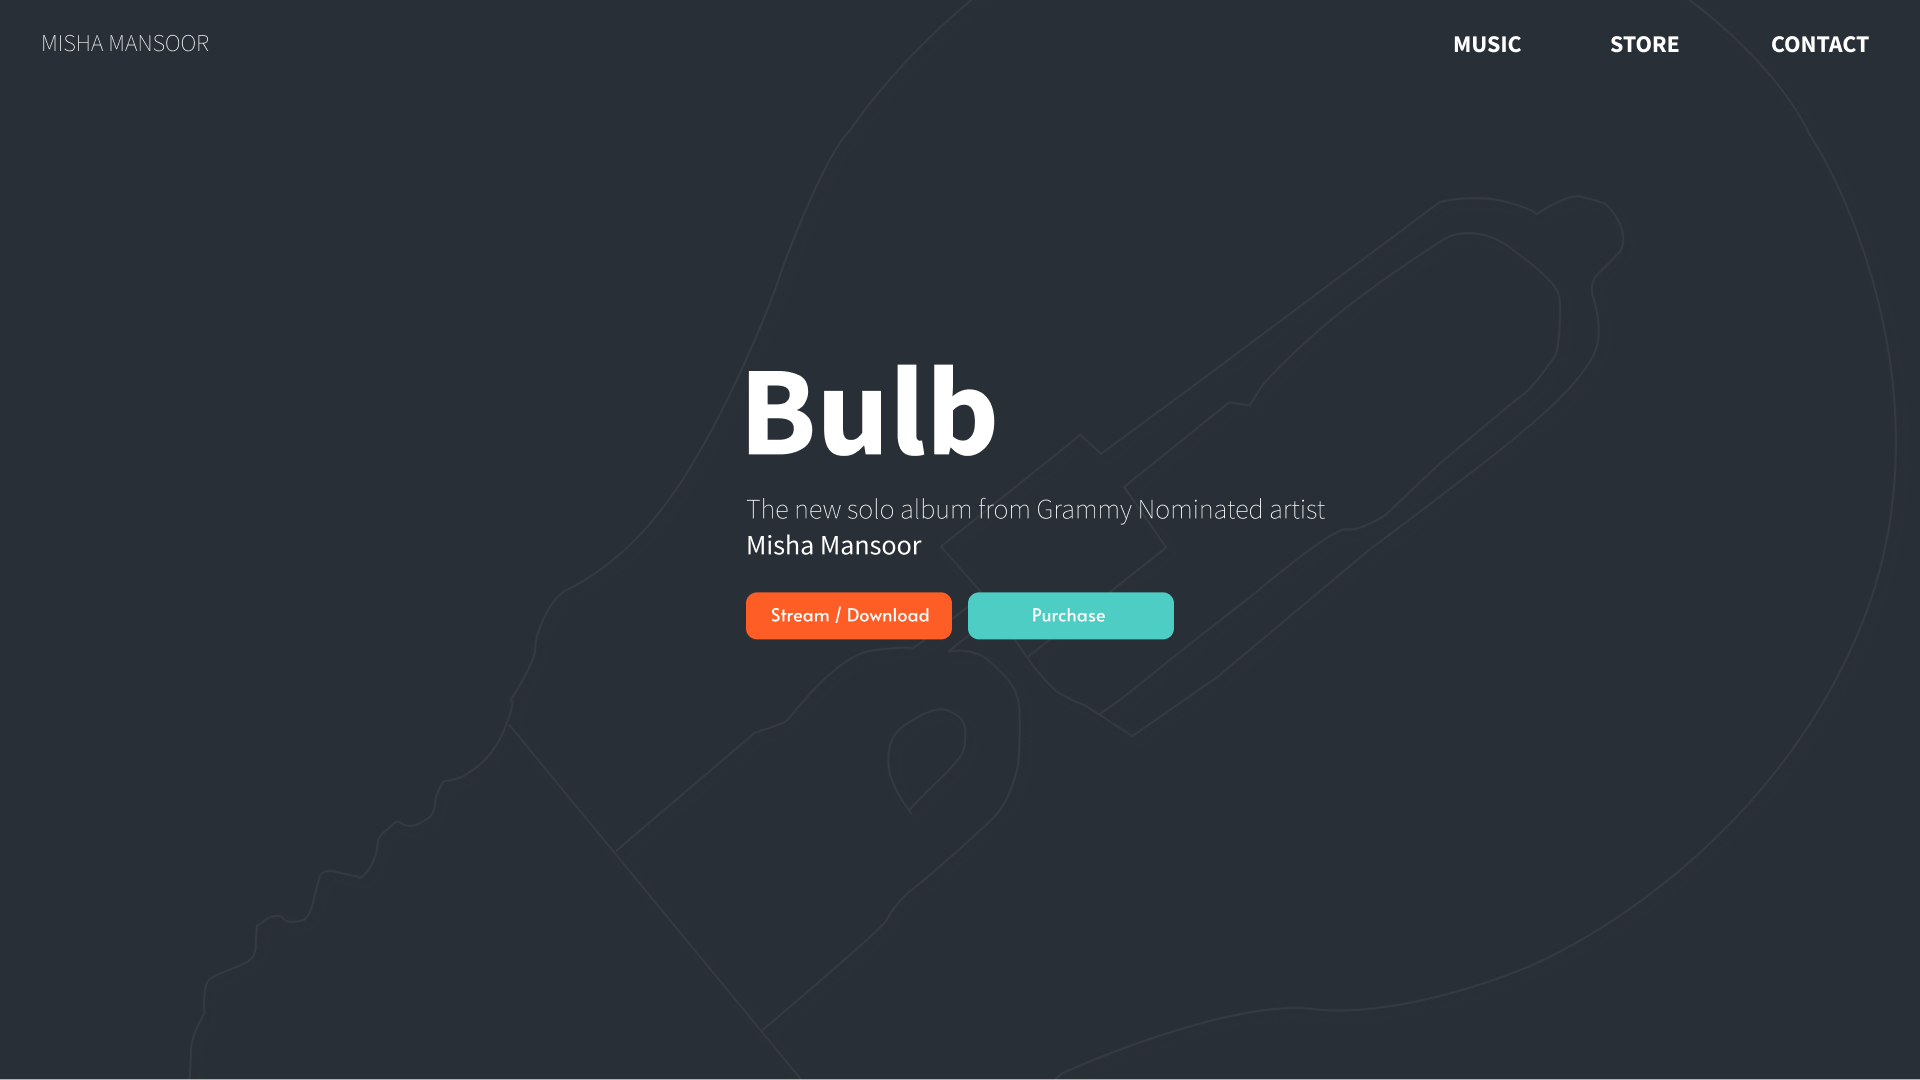 MISHA MANSOOR
MUSIC STORE CONTACT
Bulb
The new solo album from Grammy Nominated artist
Misha Mansoor
Stream / Download Purchase